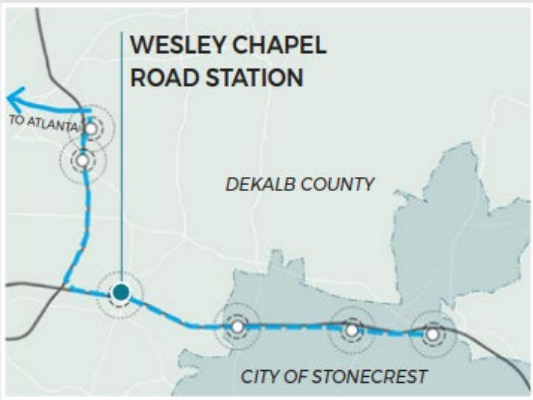 WESLEY CHAPEL
ROAD STATION
TO ATLANTA
DEKALB COUNTY
CITY OF STONECREST